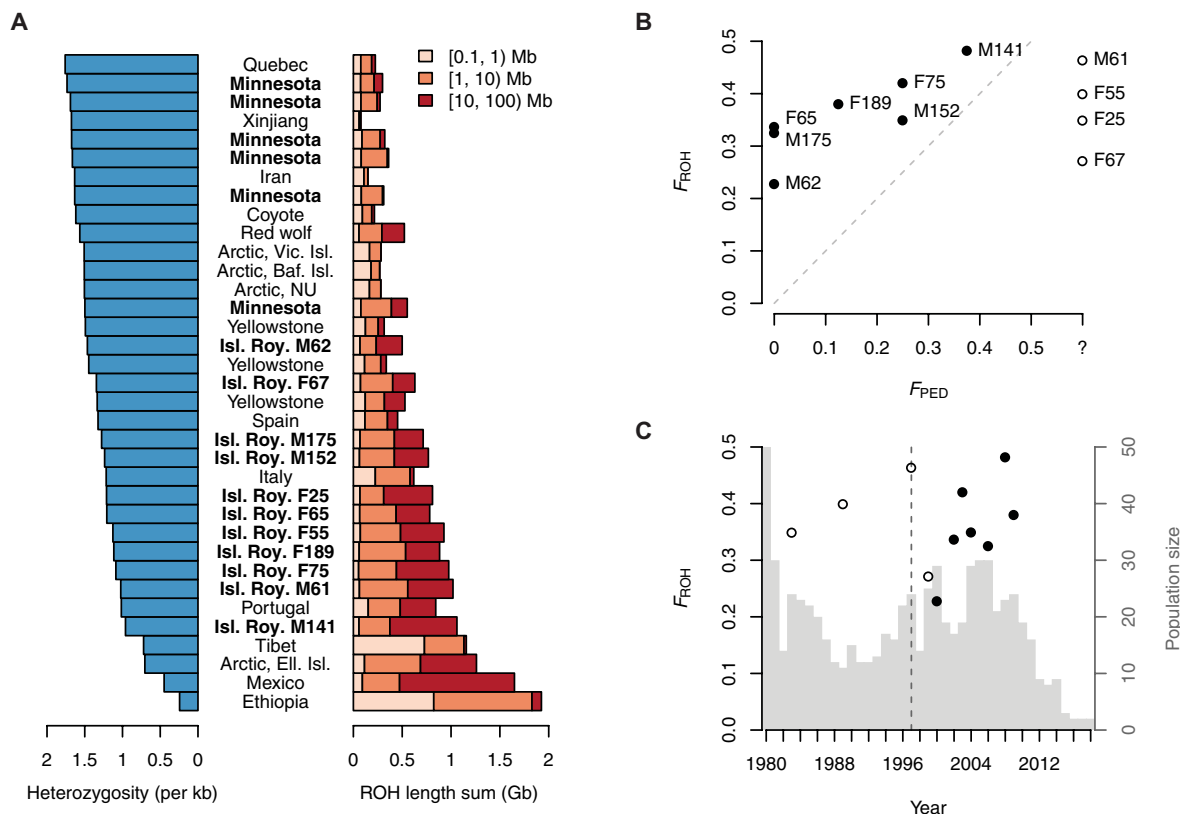 A
Quebec
Minnesota
Minnesota
Xinjiang
Minnesota
Minnesota
Iran
Minnesota
Coyote
Red wolf
Arctic, Vic. Isl.
Arctic, Baf. Isl.
Arctic, NU
Minnesota
Yellowstone
Isl. Roy. M62
Yellowstone
Isl. Roy. F67
Yellowstone
Spain
Isl. Roy. M175
Isl. Roy. M152
Italy
Isl. Roy. F25
Isl. Roy. F65
Isl. Roy. F55
Isl. Roy. F189
Isl. Roy. F75
Isl. Roy. M61
Portugal
Isl. Roy. M141
Tibet
Arctic, Ell. Isl.
Mexico
Ethiopia
[0.1, 1) Mb
[1, 10) Mb
[10, 100) Mb
2 1.5 1 0.5 0
Heterozygosity (per kb)
0 0.5 1 1.5 2
ROH length sum (Gb)
B
0.5
0.4
0.3
0.2
0.1
0.0
FROH
M141
M61
F75
F55
F189
M152
F25
F65
M175
F67
M62
0 0.1 0.2 0.3 0.4 0.5 ?
FPED
C
0.5
0.4
0.3
0.2
0.1
0.0
FROH
50
40
30
20
10
0
Population size
1980 1988 1996 2004 2012
Year